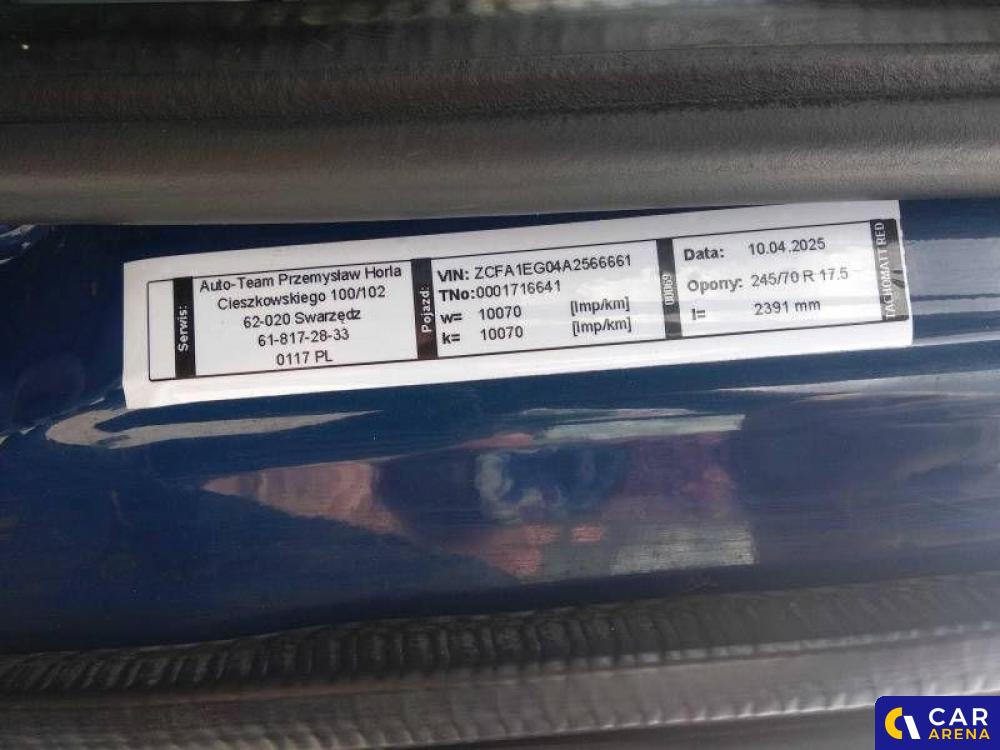 Serwis:
Auto-Team Przemysław Horla
Cieszkowskiego 100/102
62-020 Swarzędz
61-817-28-33
0117 PL
Pojazd:
VIN: ZCFA1EG04A2566661
TNo:0001716641
w= 10070 [Imp/km]
k= 10070 [Imp/km]
Data: 10.04.2025
Opony: 245/70 R 17.5
l= 2391 mm
TACHOMATT RED
CAR
ARENA